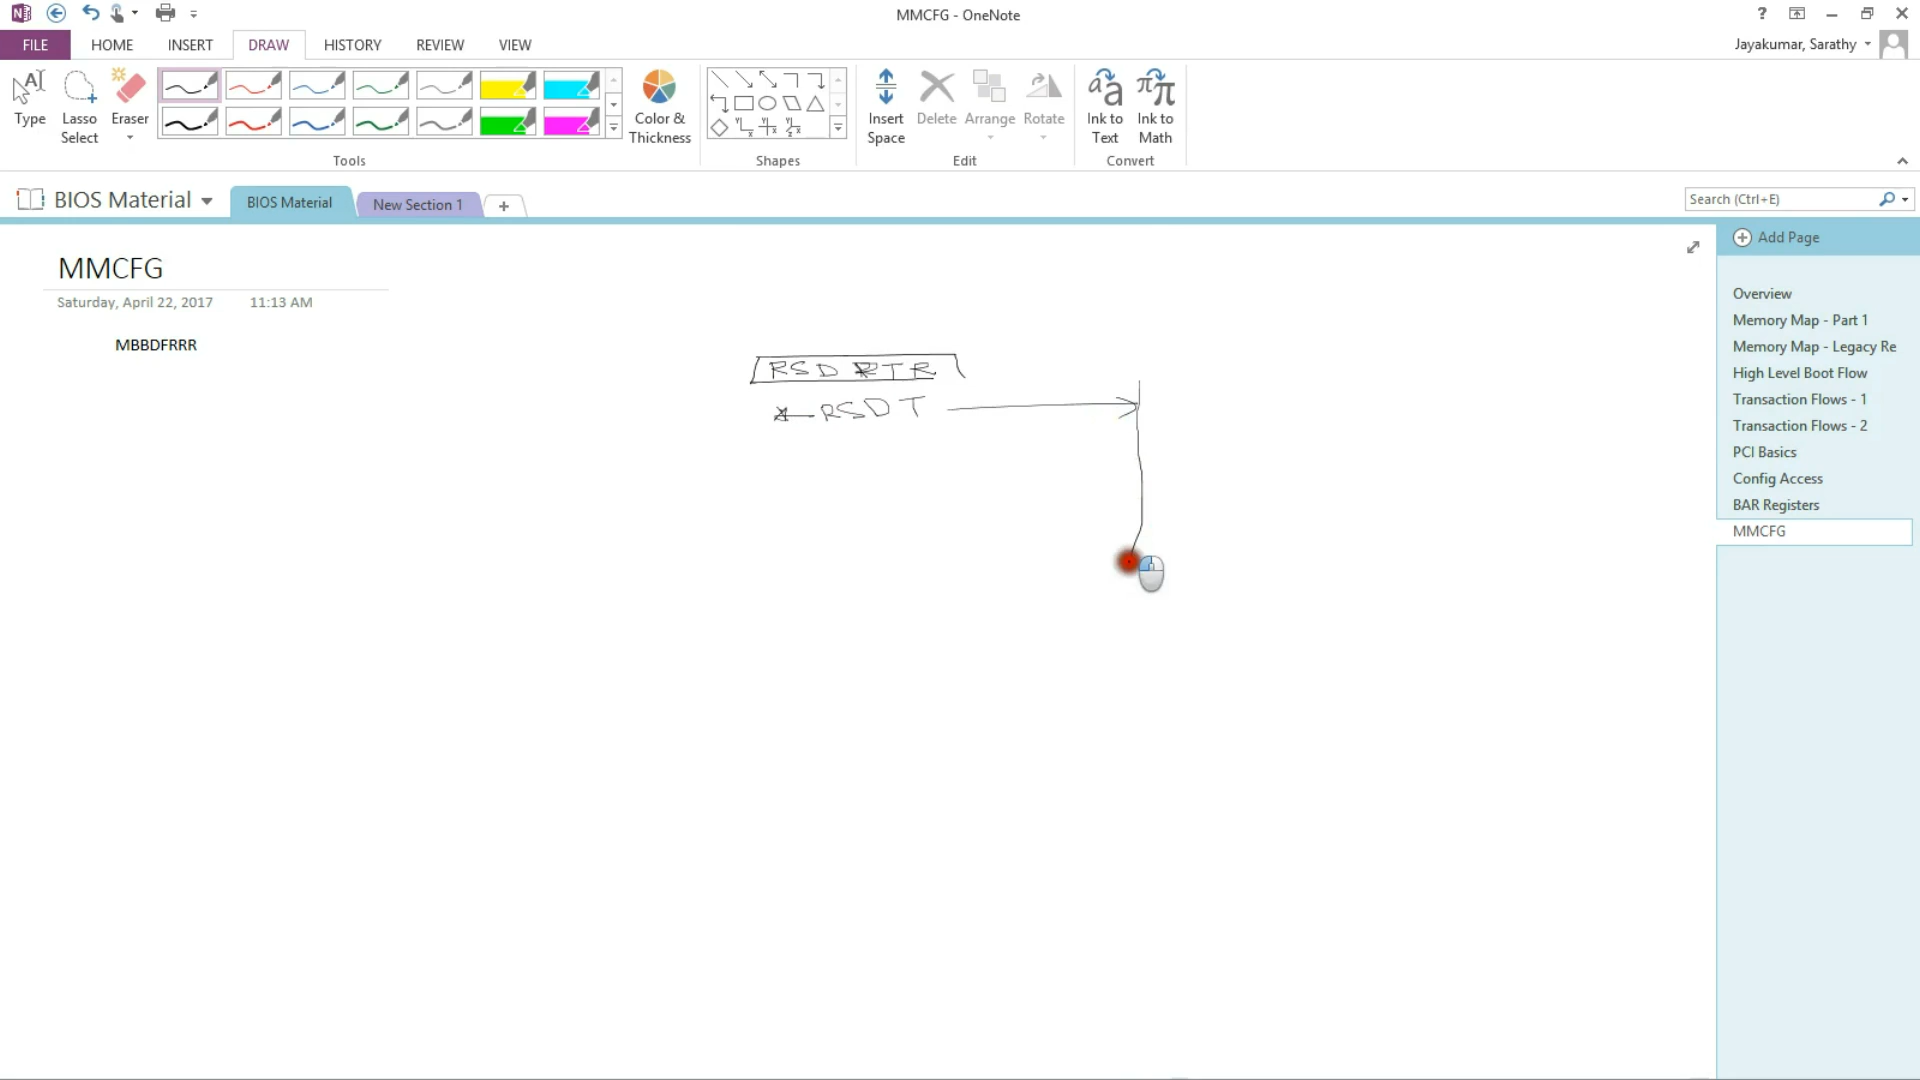 MMCFG - OneNote
FILE HOME INSERT DRAW HISTORY REVIEW VIEW
Jayakumar, Sarathy
Type
Lasso Select
Eraser
Color & Thickness
Insert Space
Delete
Arrange
Rotate
Ink to Text
Ink to Math
Tools
Shapes
Edit
Convert
BIOS Material
BIOS Material
New Section 1
Search (Ctrl+E)
Add Page
MMCFG
Saturday, April 22, 2017 11:13 AM
MBBDFRRR
RSD PTR
RSDT
Overview
Memory Map - Part 1
Memory Map - Legacy Re
High Level Boot Flow
Transaction Flows - 1
Transaction Flows - 2
PCI Basics
Config Access
BAR Registers
MMCFG